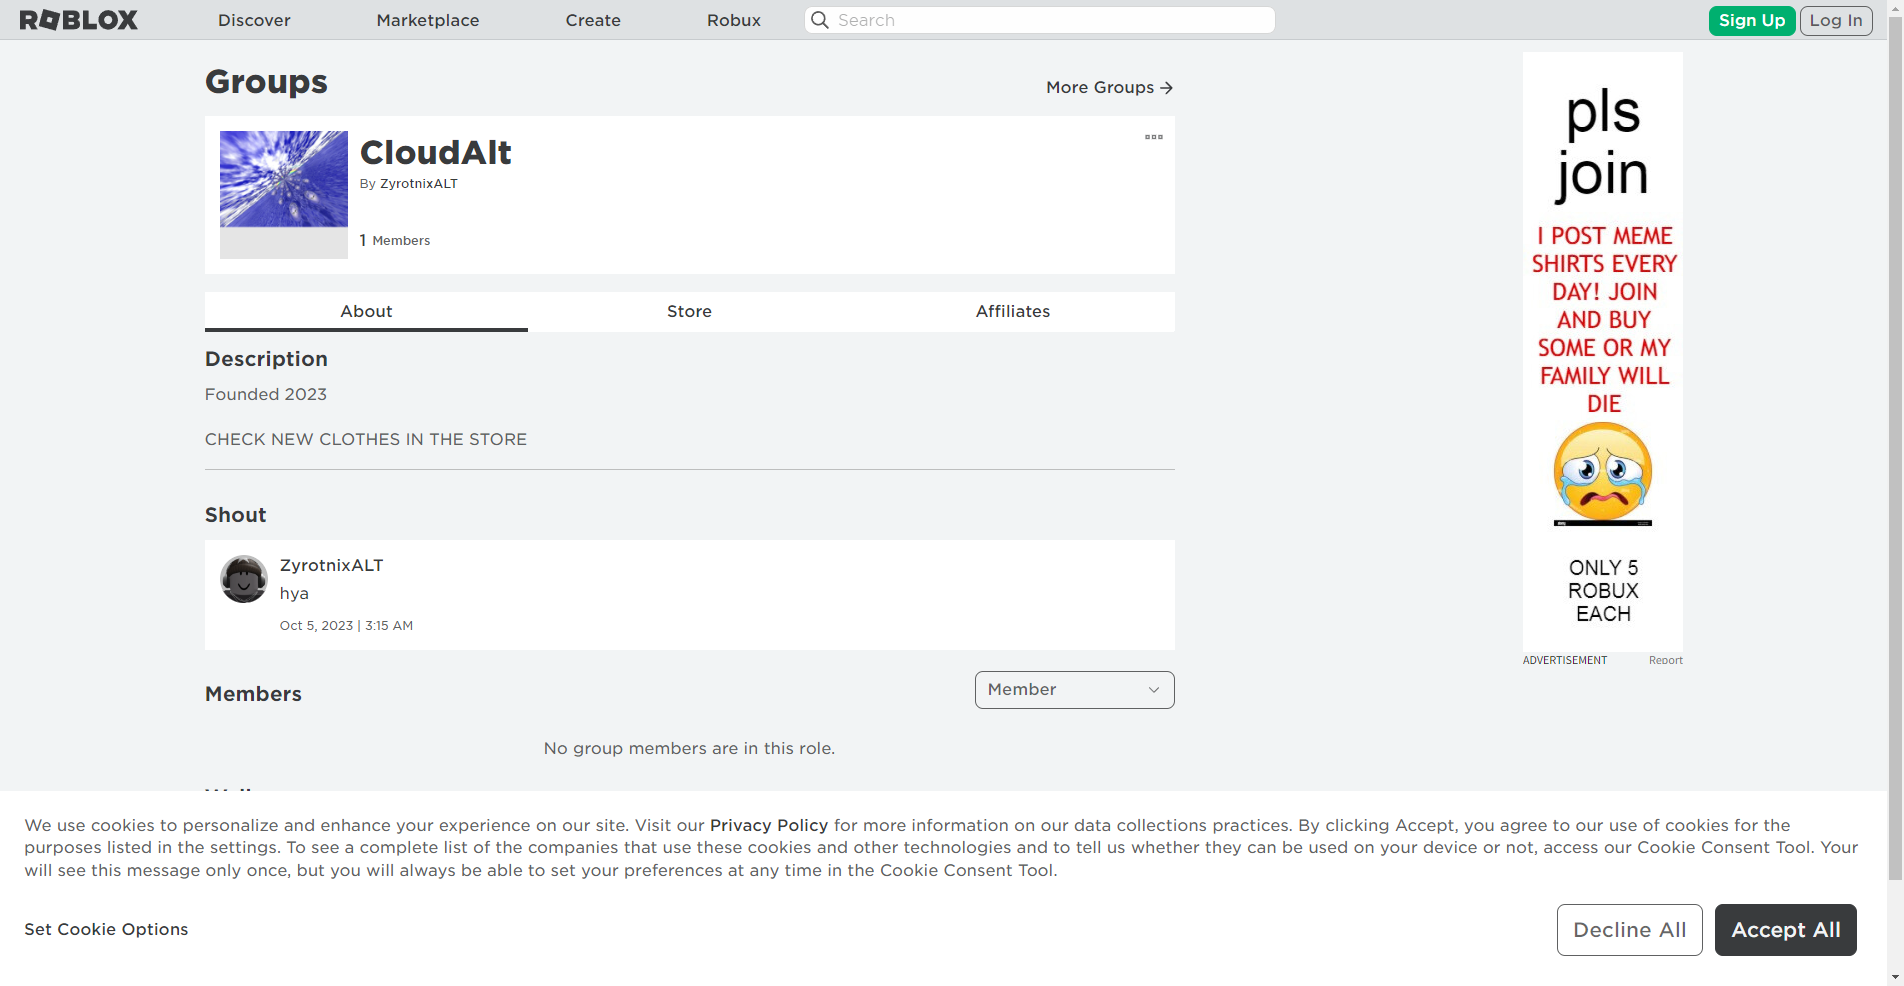 ROBLOX
Discover
Marketplace
Create
Robux
Search
Sign Up
Log In
Groups
More Groups
CloudAlt
By ZyrotnixALT
1 Members
About
Store
Affiliates
Description
Founded 2023
CHECK NEW CLOTHES IN THE STORE
Shout
ZyrotnixALT
hya
Oct 5, 2023 | 3:15 AM
Members
Member
No group members are in this role.
pls
join
I POST MEME
SHIRTS EVERY
DAY! JOIN
AND BUY
SOME OR MY
FAMILY WILL
DIE
ONLY 5
ROBUX
EACH
ADVERTISEMENT
Report
We use cookies to personalize and enhance your experience on our site. Visit our Privacy Policy for more information on our data collections practices. By clicking Accept, you agree to our use of cookies for the
purposes listed in the settings. To see a complete list of the companies that use these cookies and other technologies and to tell us whether they can be used on your device or not, access our Cookie Consent Tool. Your
will see this message only once, but you will always be able to set your preferences at any time in the Cookie Consent Tool.
Set Cookie Options
Decline All
Accept All